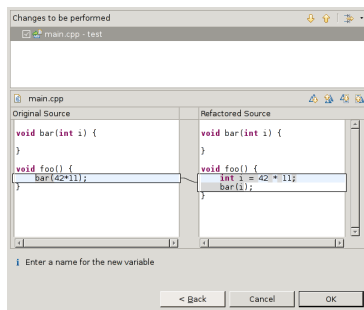 Changes to be performed
main.cpp - test
main.cpp
Original Source
Refactored Source
void bar(int i) {
}
void foo() {
bar(42*11);
}
void bar(int i) {
}
void foo() {
int i = 42 * 11;
bar(i);
}
i Enter a name for the new variable
< Back
Cancel
OK